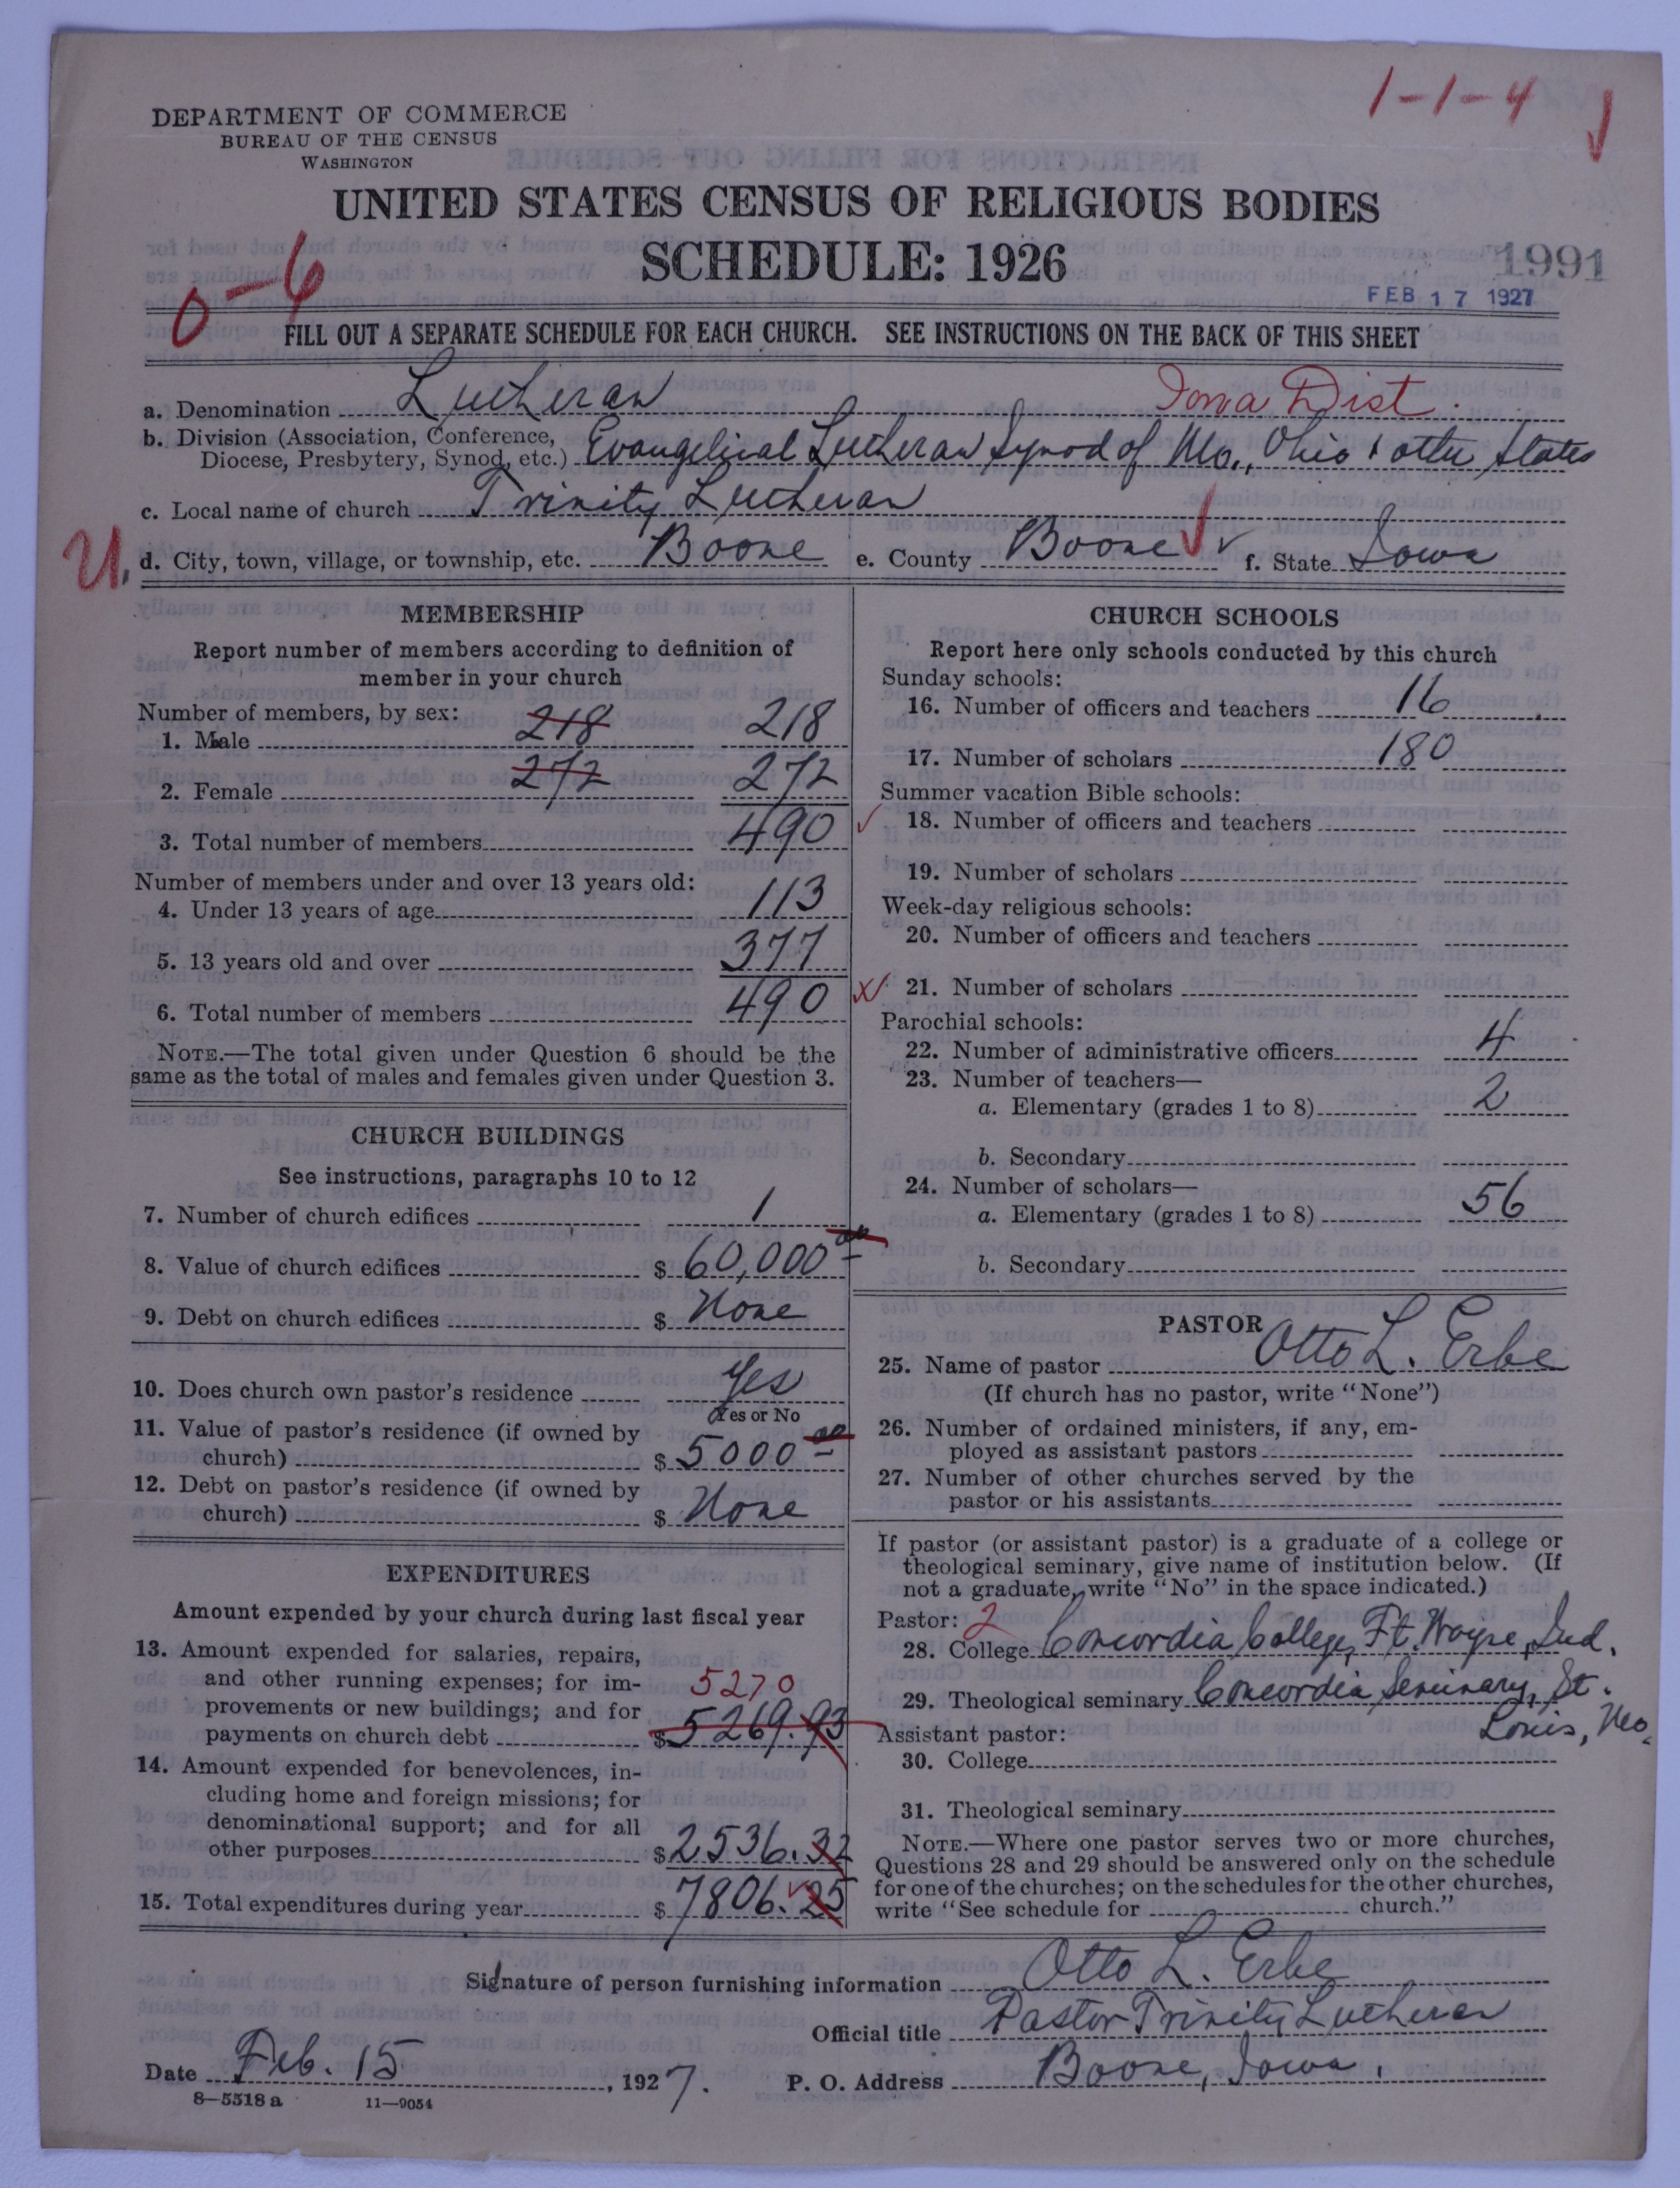 1-1-4
DEPARTMENT OF COMMERCE
BUREAU OF THE CENSUS
WASHINGTON
UNITED STATES CENSUS OF RELIGIOUS BODIES
SCHEDULE: 1926
1991
FEB 17 1927
0-6
FILL OUT A SEPARATE SCHEDULE FOR EACH CHURCH. SEE INSTRUCTIONS ON THE BACK OF THIS SHEET
a. Denomination Lutheran Iowa Dist.
b. Division (Association, Conference, Diocese, Presbytery, Synod, etc.) Evangelical Lutheran Synod of Mo., Ohio & other States
c. Local name of church Trinity Lutheran
U. d. City, town, village, or township, etc. Boone e. County Boone f. State Iowa
MEMBERSHIP
Report number of members according to definition of
member in your church
Number of members, by sex:
1. Male 218 218
2. Female 272 272
3. Total number of members 490
Number of members under and over 13 years old:
4. Under 13 years of age 113
5. 13 years old and over 377
6. Total number of members 490
NOTE.—The total given under Question 6 should be the
same as the total of males and females given under Question 3.
CHURCH BUILDINGS
See instructions, paragraphs 10 to 12
7. Number of church edifices 1
8. Value of church edifices $ 60,000 00
9. Debt on church edifices $ None
10. Does church own pastor's residence Yes
Yes or No
11. Value of pastor's residence (if owned by
church) $ 5000 00
12. Debt on pastor's residence (if owned by
church) $ None
EXPENDITURES
Amount expended by your church during last fiscal year
13. Amount expended for salaries, repairs,
and other running expenses; for im-
provements or new buildings; and for 5270
payments on church debt $ 5269.93
14. Amount expended for benevolences, in-
cluding home and foreign missions; for
denominational support; and for all
other purposes $ 2536.32
15. Total expenditures during year $ 7806.25
CHURCH SCHOOLS
Report here only schools conducted by this church
Sunday schools:
16. Number of officers and teachers 16
17. Number of scholars 180
Summer vacation Bible schools:
18. Number of officers and teachers
19. Number of scholars
Week-day religious schools:
20. Number of officers and teachers
21. Number of scholars
Parochial schools:
22. Number of administrative officers 4
23. Number of teachers—
a. Elementary (grades 1 to 8) 2
b. Secondary
24. Number of scholars—
a. Elementary (grades 1 to 8) 56
b. Secondary
PASTOR
25. Name of pastor Otto L. Erbe
(If church has no pastor, write "None")
26. Number of ordained ministers, if any, em-
ployed as assistant pastors
27. Number of other churches served by the
pastor or his assistants
If pastor (or assistant pastor) is a graduate of a college or
theological seminary, give name of institution below. (If
not a graduate, write "No" in the space indicated.)
Pastor: 2
28. College Concordia College, Ft. Wayne, Ind.
29. Theological seminary Concordia Seminary, St.
Louis, Mo.
Assistant pastor:
30. College
31. Theological seminary
NOTE.—Where one pastor serves two or more churches,
Questions 28 and 29 should be answered only on the schedule
for one of the churches; on the schedules for the other churches,
write "See schedule for church."
Signature of person furnishing information Otto L. Erbe
Official title Pastor Trinity Lutheran
Date Feb. 15, 1927. P. O. Address Boone, Iowa.
8—5518 a 11—9054